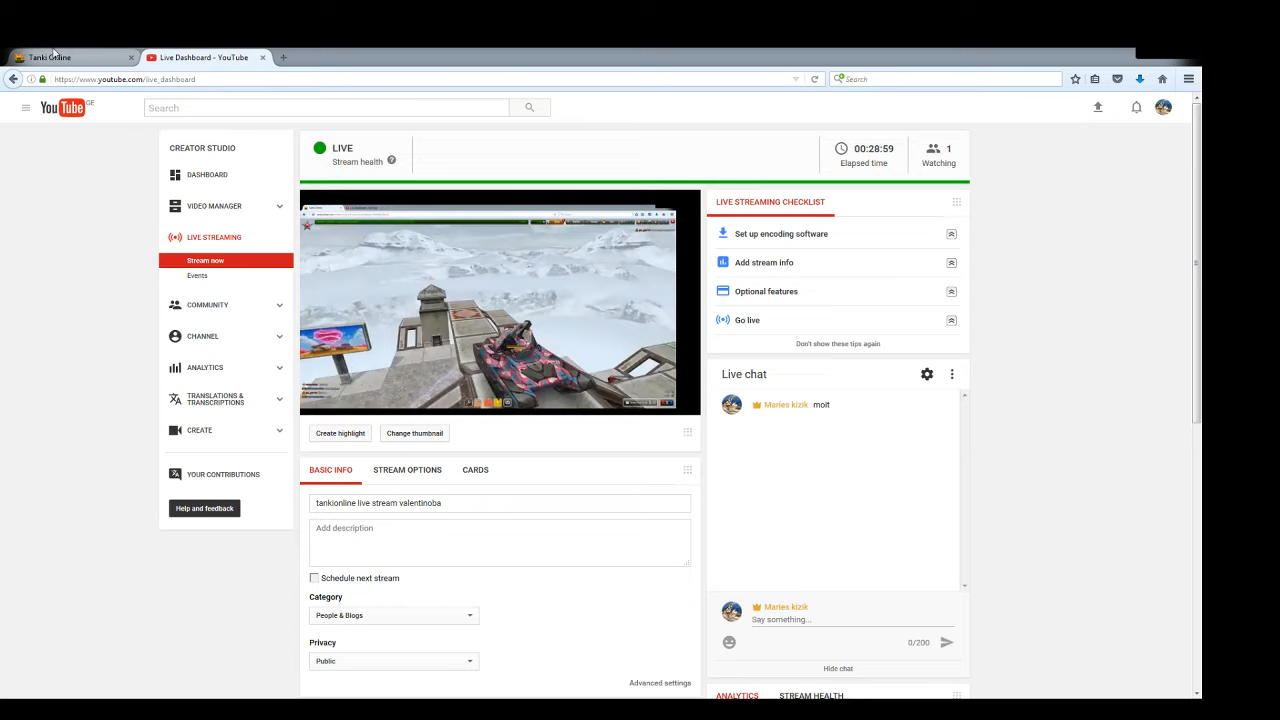 Tanki Online
Live Dashboard - YouTube
https://www.youtube.com/live_dashboard
Search
YouTube GE
Search
CREATOR STUDIO
DASHBOARD
VIDEO MANAGER
LIVE STREAMING
Stream now
Events
COMMUNITY
CHANNEL
ANALYTICS
TRANSLATIONS &
TRANSCRIPTIONS
CREATE
YOUR CONTRIBUTIONS
Help and feedback
LIVE
Stream health
00:28:59
Elapsed time
1
Watching
Create highlight
Change thumbnail
BASIC INFO
STREAM OPTIONS
CARDS
tankionline live stream valentinoba
Add description
Schedule next stream
Category
People & Blogs
Privacy
Public
Advanced settings
LIVE STREAMING CHECKLIST
Set up encoding software
Add stream info
Optional features
Go live
Don't show these tips again
Live chat
Maries kizik moit
Maries kizik
Say something...
0/200
Hide chat
ANALYTICS
STREAM HEALTH